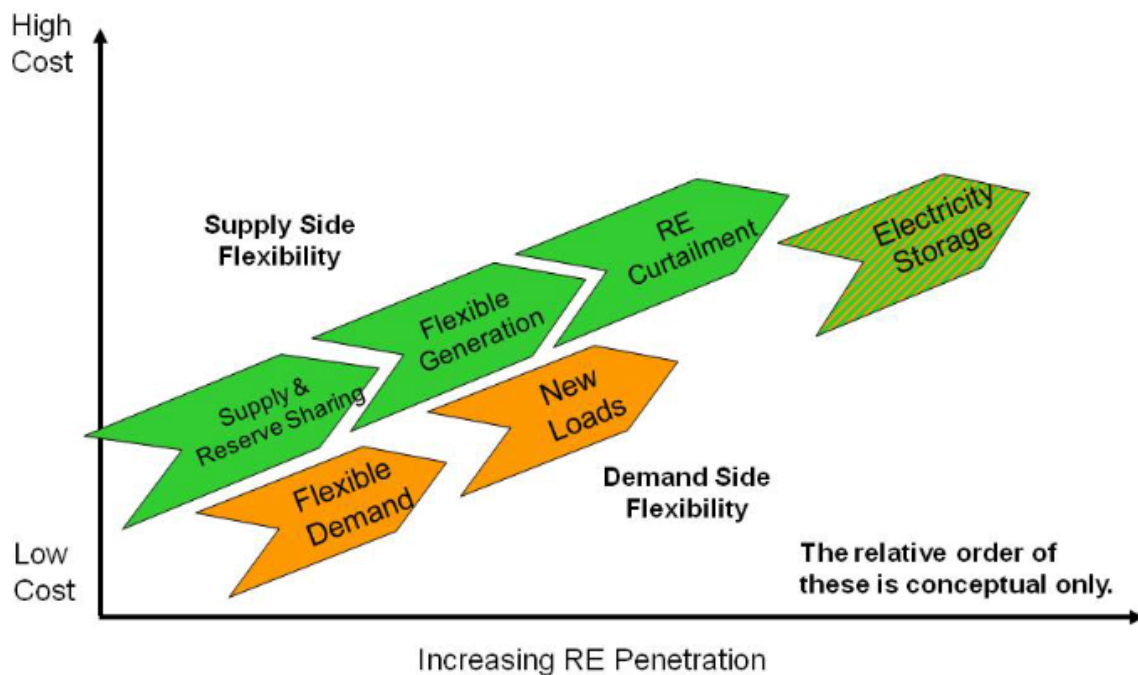 High
Cost
Supply Side
Flexibility
RE
Curtailment
Electricity
Storage
Flexible
Generation
Supply &
Reserve Sharing
New
Loads
Flexible
Demand
Demand Side
Flexibility
Low
Cost
The relative order of
these is conceptual only.
Increasing RE Penetration